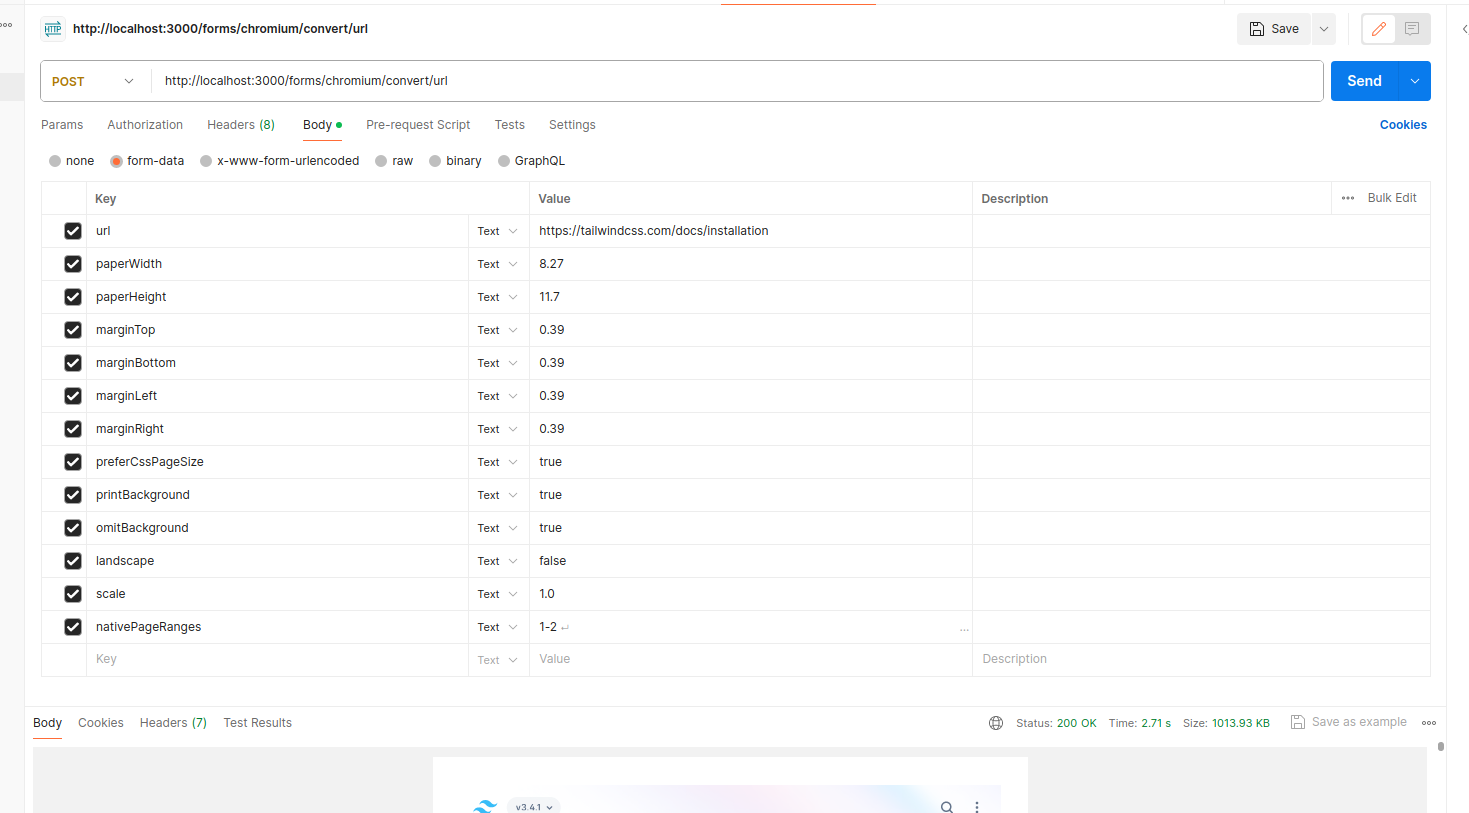 HTTP http://localhost:3000/forms/chromium/convert/url Save
POST http://localhost:3000/forms/chromium/convert/url Send
Params Authorization Headers (8) Body Pre-request Script Tests Settings Cookies
none form-data x-www-form-urlencoded raw binary GraphQL
Key Value Description Bulk Edit
url Text https://tailwindcss.com/docs/installation
paperWidth Text 8.27
paperHeight Text 11.7
marginTop Text 0.39
marginBottom Text 0.39
marginLeft Text 0.39
marginRight Text 0.39
preferCssPageSize Text true
printBackground Text true
omitBackground Text true
landscape Text false
scale Text 1.0
nativePageRanges Text 1-2 ↵ ...
Key Text Value Description
Body Cookies Headers (7) Test Results Status: 200 OK Time: 2.71 s Size: 1013.93 KB Save as example
v3.4.1